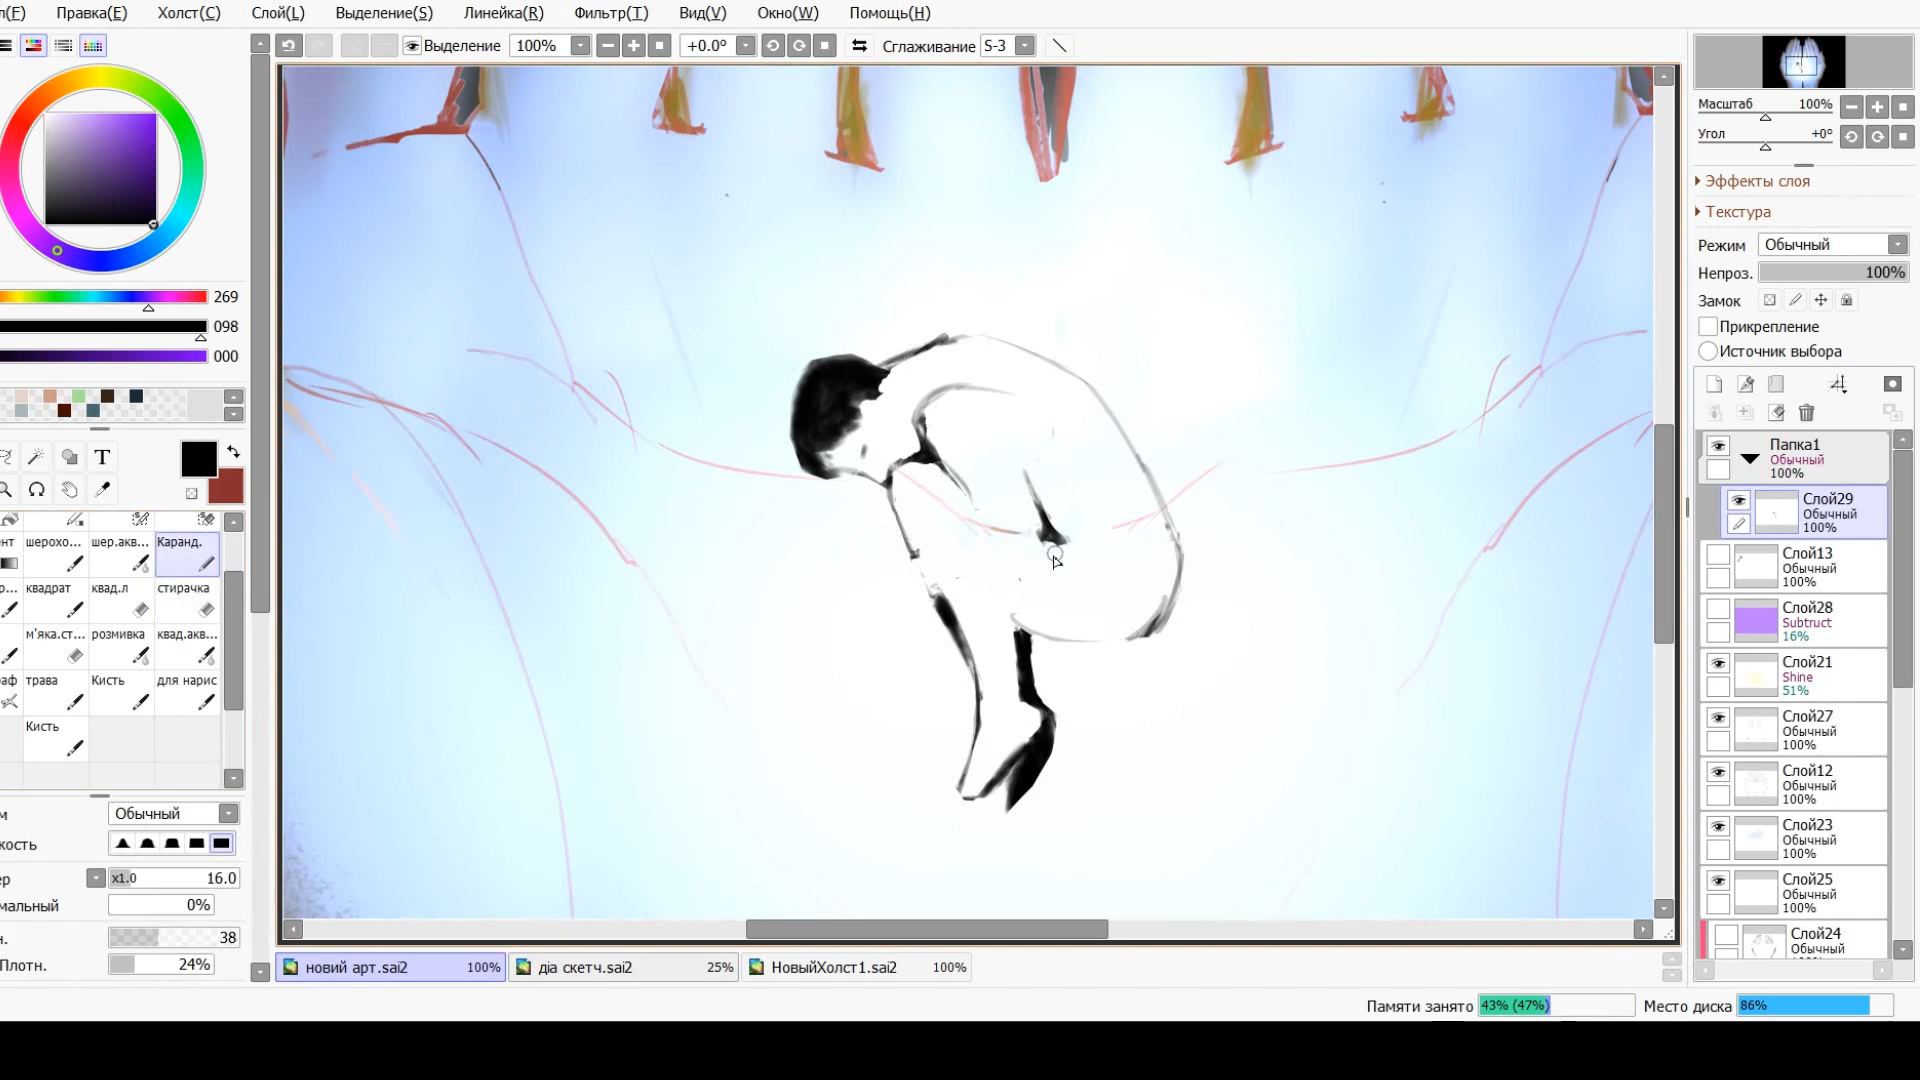 л(F) Правка(E) Холст(C) Слой(L) Выделение(S) Линейка(R) Фильтр(T) Вид(V) Окно(W) Помощь(H)
Выделение 100% +0.0° Сглаживание S-3
Масштаб 100%
Угол +0°
Эффекты слоя
Текстура
Режим Обычный
Непроз. 100%
Замок
Прикрепление
Источник выбора
269
098
000
T
ент шерохо... шер.акв... Каранд.
р... квадрат квад.л стирачка
м'яка.ст... розмивка квад.акв...
аф трава Кисть для нарис
Кисть
м Обычный
кость
ер x1.0 16.0
мальный 0%
н. 38
Плотн. 24%
Папка1
Обычный
100%
Слой29
Обычный
100%
Слой13
Обычный
100%
Слой28
Subtruct
16%
Слой21
Shine
51%
Слой27
Обычный
100%
Слой12
Обычный
100%
Слой23
Обычный
100%
Слой25
Обычный
100%
Слой24
Обычный
новий арт.sai2 100% діа скетч.sai2 25% НовыйХолст1.sai2 100%
Памяти занято 43% (47%) Место диска 86%